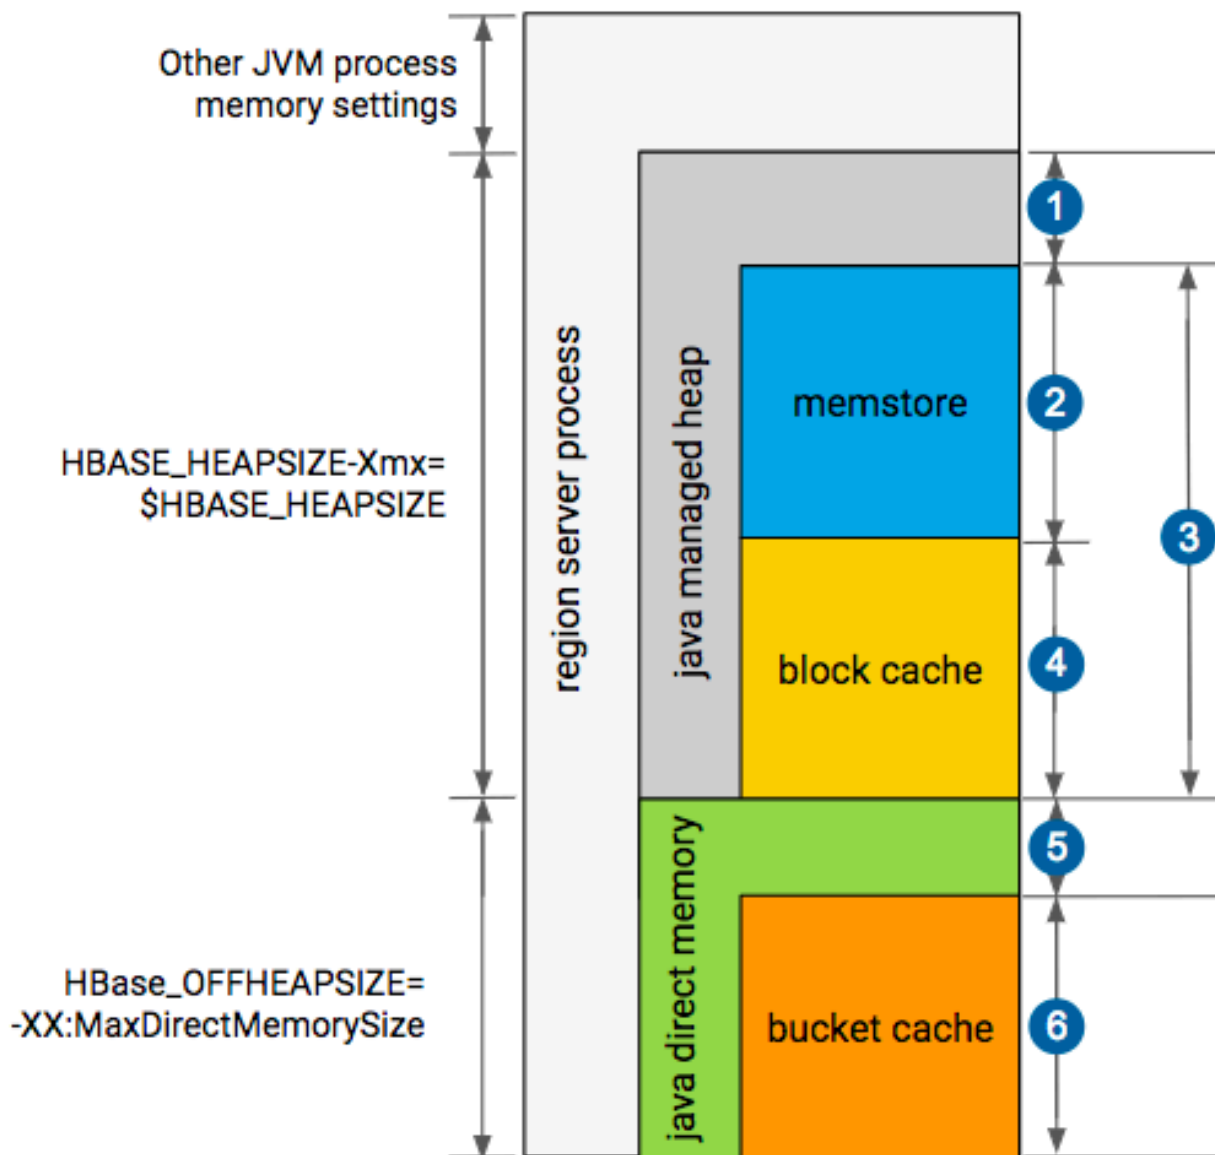 Other JVM process
memory settings
HBASE_HEAPSIZE-Xmx=
$HBASE_HEAPSIZE
HBase_OFFHEAPSIZE=
-XX:MaxDirectMemorySize
region server process
java managed heap
java direct memory
memstore
block cache
bucket cache
1
2
3
4
5
6